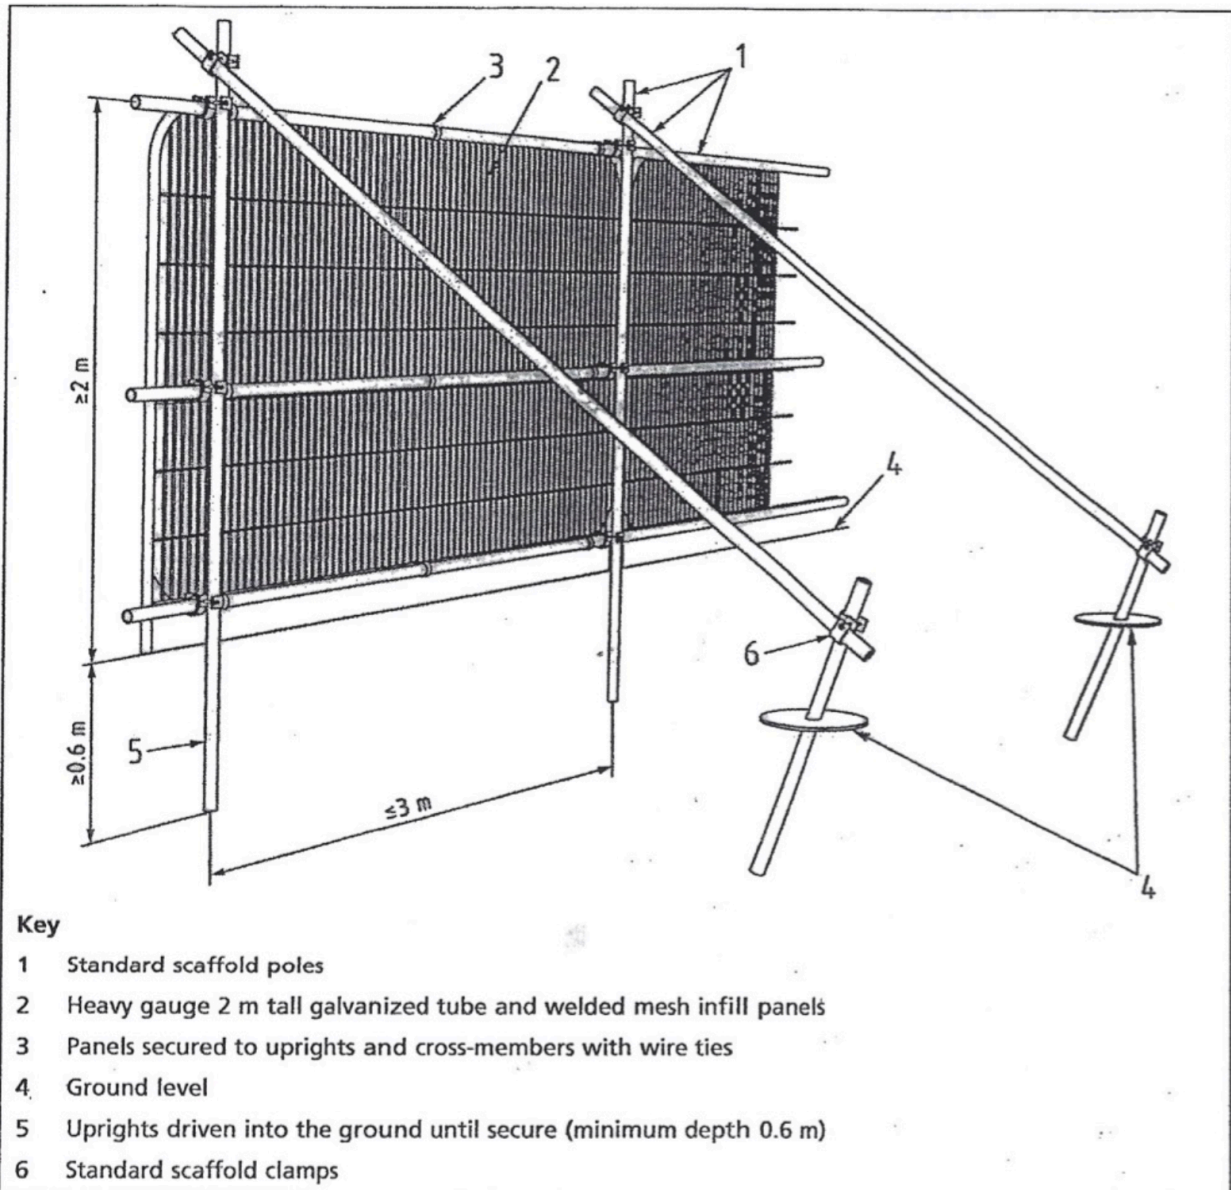 1
3
2
≥2 m
4
6
5
≥0.6 m
≤3 m
4
Key
1 Standard scaffold poles
2 Heavy gauge 2 m tall galvanized tube and welded mesh infill panels
3 Panels secured to uprights and cross-members with wire ties
4 Ground level
5 Uprights driven into the ground until secure (minimum depth 0.6 m)
6 Standard scaffold clamps